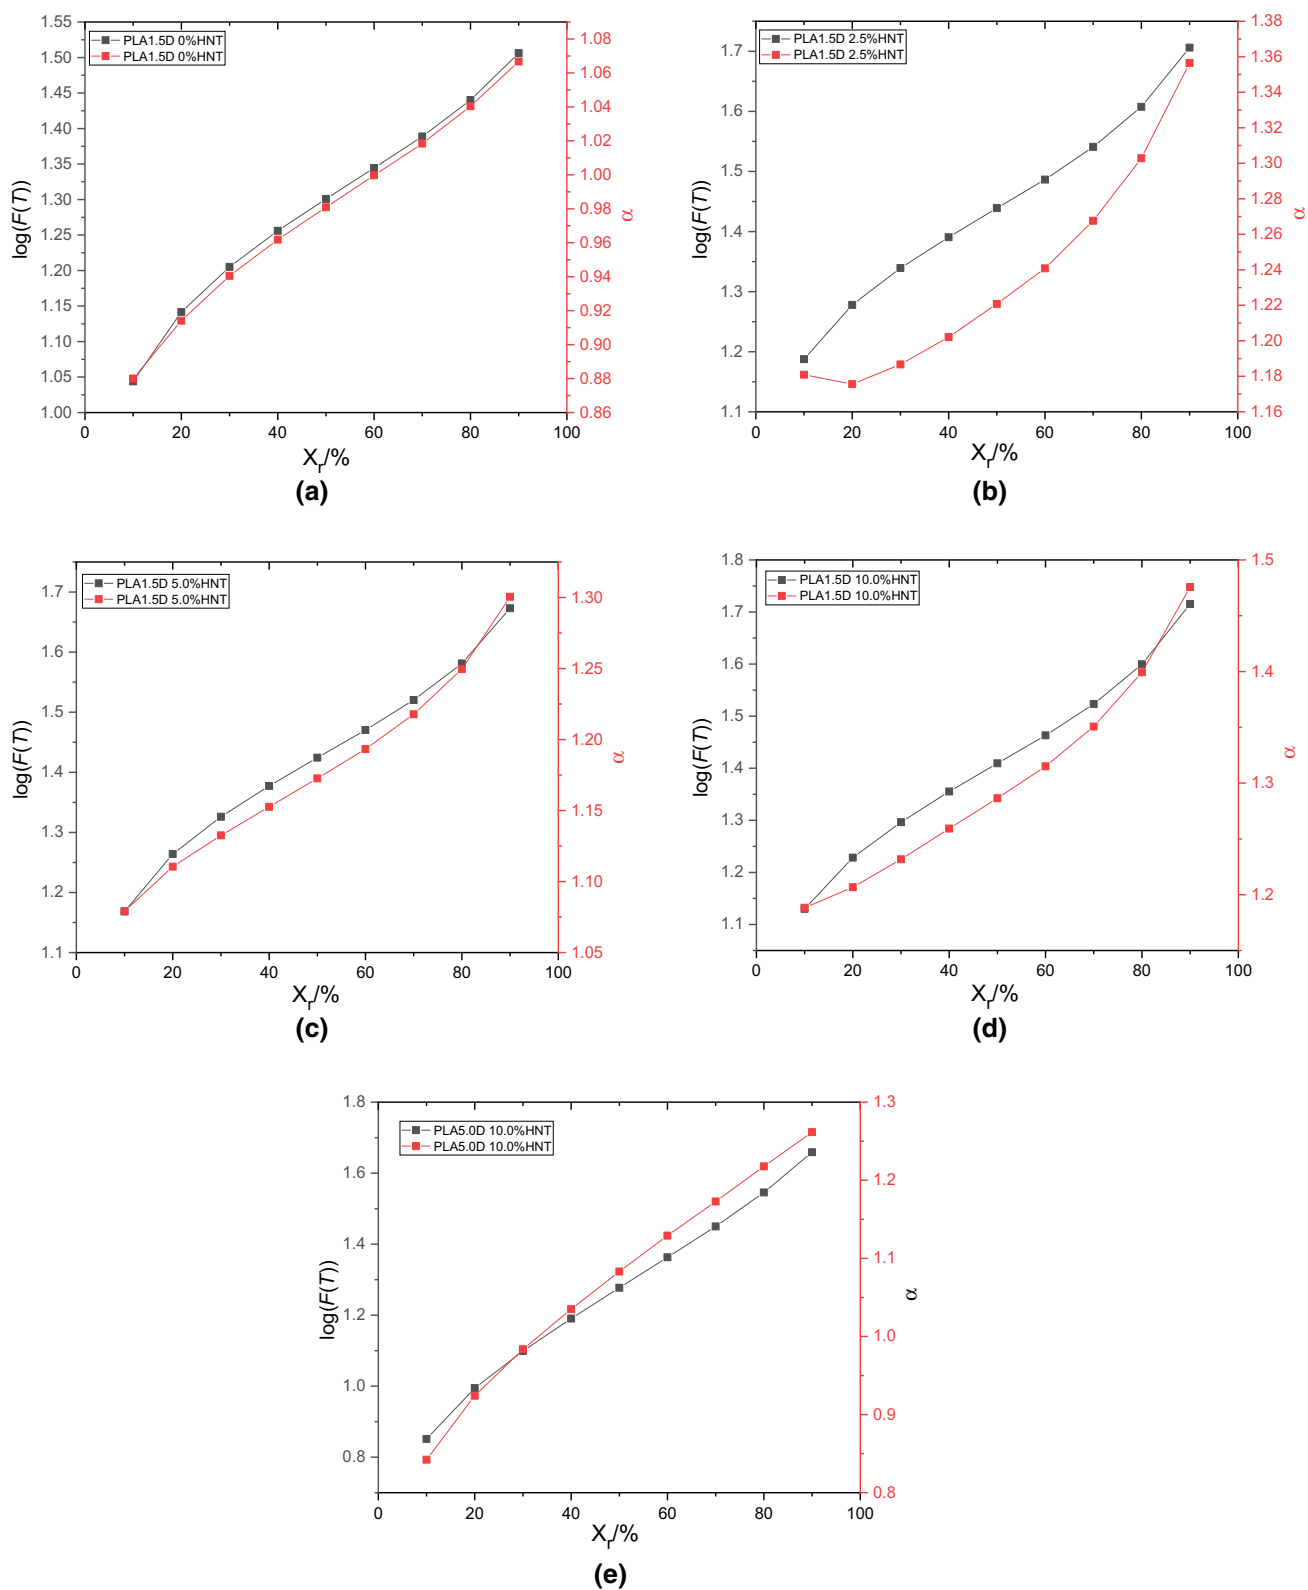 PLA1.5D 0%HNT
PLA1.5D 0%HNT
log(F(T))
1.55
1.50
1.45
1.40
1.35
1.30
1.25
1.20
1.15
1.10
1.05
1.00
1.08
1.06
1.04
1.02
1.00
0.98
0.96
0.94
0.92
0.90
0.88
0.86
α
0 20 40 60 80 100
Xr/%
(a)
PLA1.5D 2.5%HNT
PLA1.5D 2.5%HNT
log(F(T))
1.7
1.6
1.5
1.4
1.3
1.2
1.1
1.38
1.36
1.34
1.32
1.30
1.28
1.26
1.24
1.22
1.20
1.18
1.16
α
0 20 40 60 80 100
Xr/%
(b)
PLA1.5D 5.0%HNT
PLA1.5D 5.0%HNT
log(F(T))
1.7
1.6
1.5
1.4
1.3
1.2
1.1
1.30
1.25
1.20
1.15
1.10
1.05
α
0 20 40 60 80 100
Xr/%
(c)
PLA1.5D 10.0%HNT
PLA1.5D 10.0%HNT
log(F(T))
1.8
1.7
1.6
1.5
1.4
1.3
1.2
1.1
1.5
1.4
1.3
1.2
α
0 20 40 60 80 100
Xr/%
(d)
PLA5.0D 10.0%HNT
PLA5.0D 10.0%HNT
log(F(T))
1.8
1.6
1.4
1.2
1.0
0.8
1.3
1.2
1.1
1.0
0.9
0.8
α
0 20 40 60 80 100
Xr/%
(e)